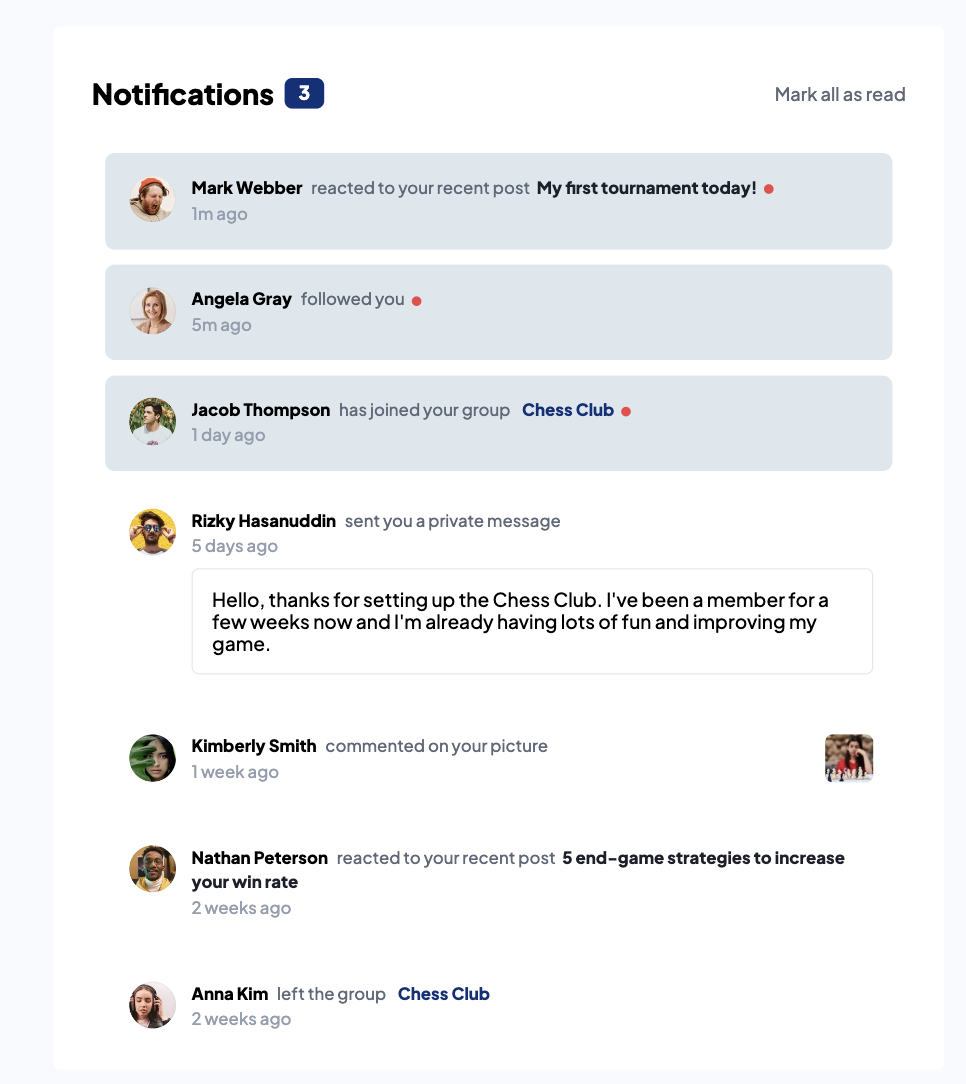 Notifications 3
Mark all as read
Mark Webber reacted to your recent post My first tournament today!
1m ago
Angela Gray followed you
5m ago
Jacob Thompson has joined your group Chess Club
1 day ago
Rizky Hasanuddin sent you a private message
5 days ago
Hello, thanks for setting up the Chess Club. I've been a member for a
few weeks now and I'm already having lots of fun and improving my
game.
Kimberly Smith commented on your picture
1 week ago
Nathan Peterson reacted to your recent post 5 end-game strategies to increase
your win rate
2 weeks ago
Anna Kim left the group Chess Club
2 weeks ago